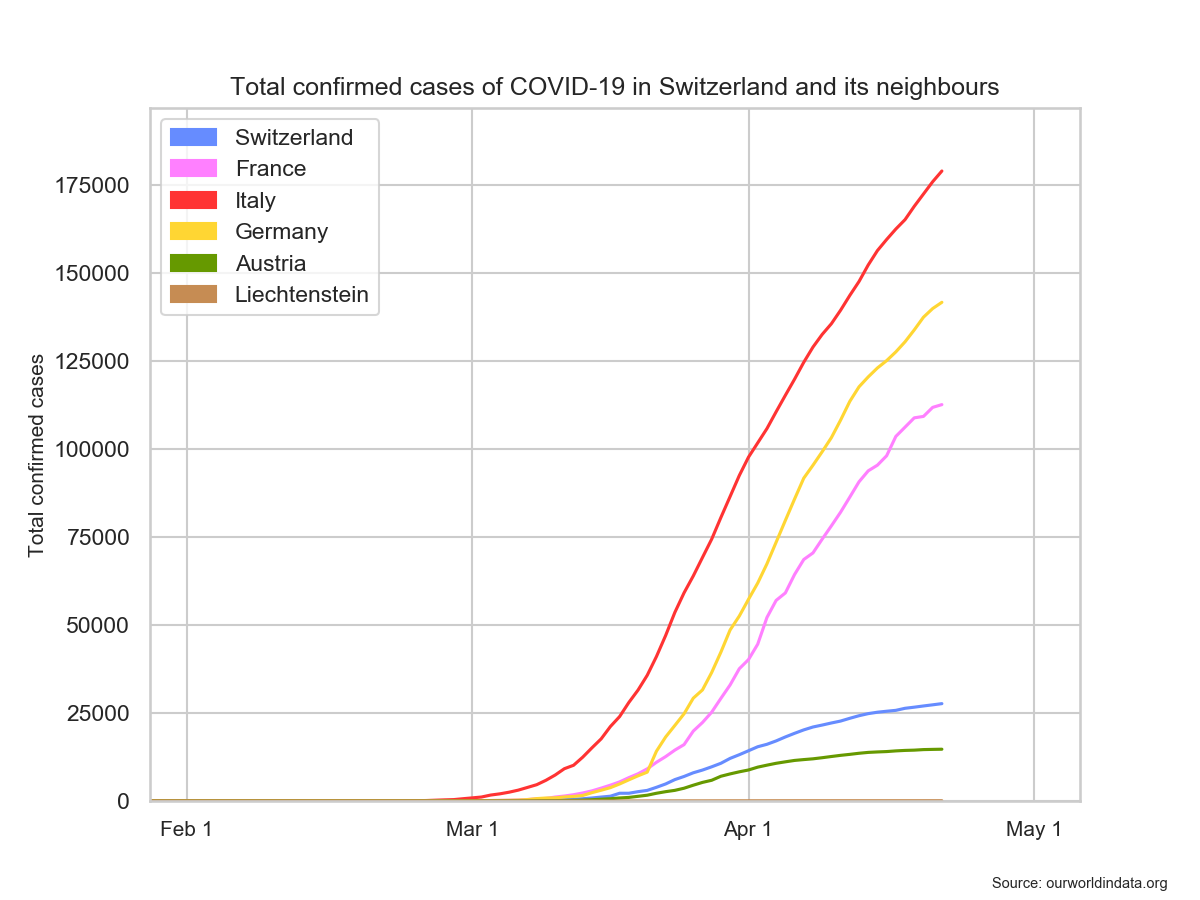 Total confirmed cases of COVID-19 in Switzerland and its neighbours
Switzerland
France
Italy
Germany
Austria
Liechtenstein
Total confirmed cases
175000
150000
125000
100000
75000
50000
25000
0
Feb 1
Mar 1
Apr 1
May 1
Source: ourworldindata.org